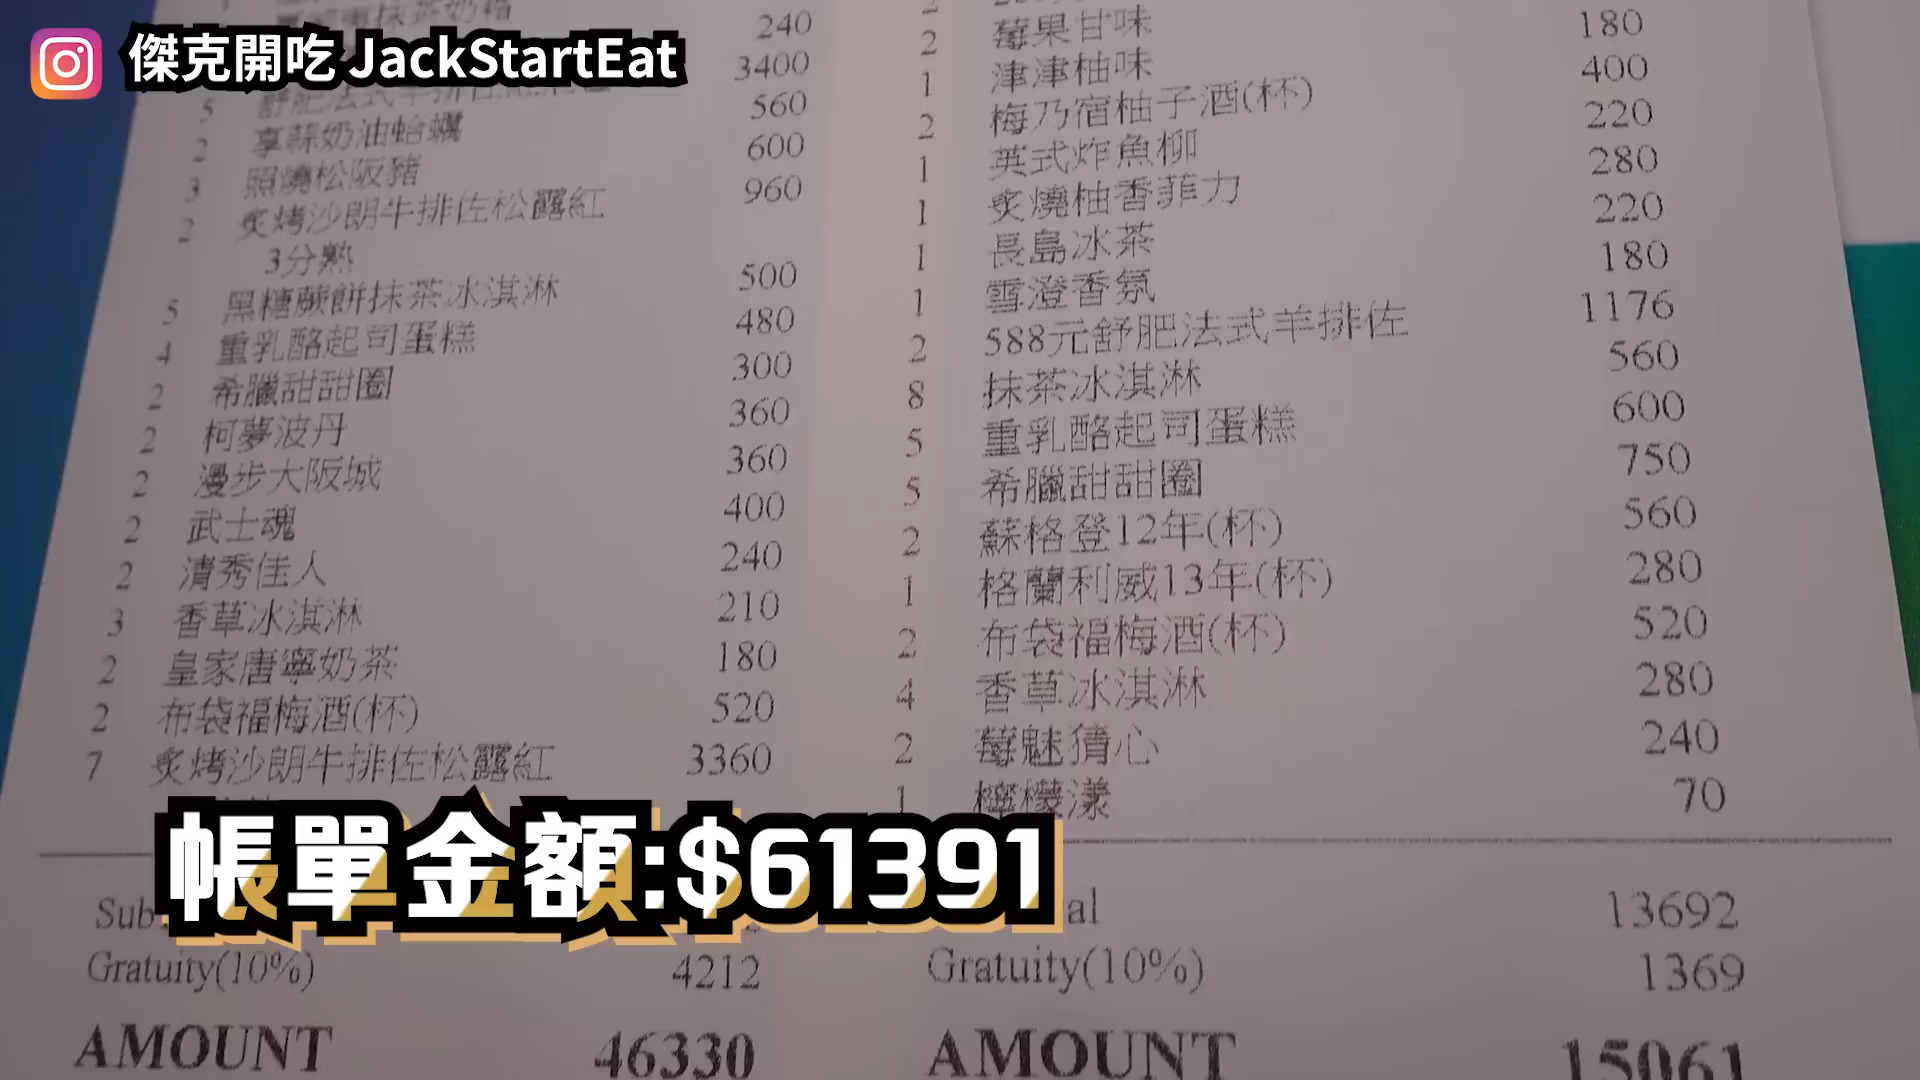 傑克開吃 JackStartEat
240
3400
5
560
2 享蒜奶油蛤蠣 600
3 照燒松阪豬 960
2 炙烤沙朗牛排佐松露紅
3分熟
5 黑糖蕨餅抹茶冰淇淋 500
4 重乳酪起司蛋糕 480
2 希臘甜甜圈 300
2 柯夢波丹 360
2 漫步大阪城 360
2 武士魂 400
2 清秀佳人 240
3 香草冰淇淋 210
2 皇家唐寧奶茶 180
2 布袋福梅酒(杯) 520
7 炙烤沙朗牛排佐松露紅 3360
Gratuity(10%) 4212
AMOUNT 46330
2 莓果甘味
180
1 津津柚味
400
2 梅乃宿柚子酒(杯)
220
1 英式炸魚柳 280
1 炙燒柚香菲力 220
1 長島冰茶 180
1 雪澄香氛 1176
2 588元舒肥法式羊排佐
8 抹茶冰淇淋 560
5 重乳酪起司蛋糕 600
5 希臘甜甜圈 750
2 蘇格登12年(杯) 560
1 格蘭利威13年(杯) 280
2 布袋福梅酒(杯) 520
4 香草冰淇淋 280
2 莓魅猜心 240
1 檸檬漾 70
13692
Gratuity(10%) 1369
AMOUNT 15061
帳單金額:$61391